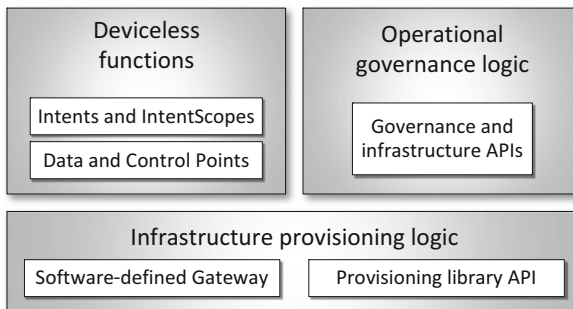 Deviceless
functions
Intents and IntentScopes
Data and Control Points
Operational
governance logic
Governance and
infrastructure APIs
Infrastructure provisioning logic
Software-defined Gateway
Provisioning library API